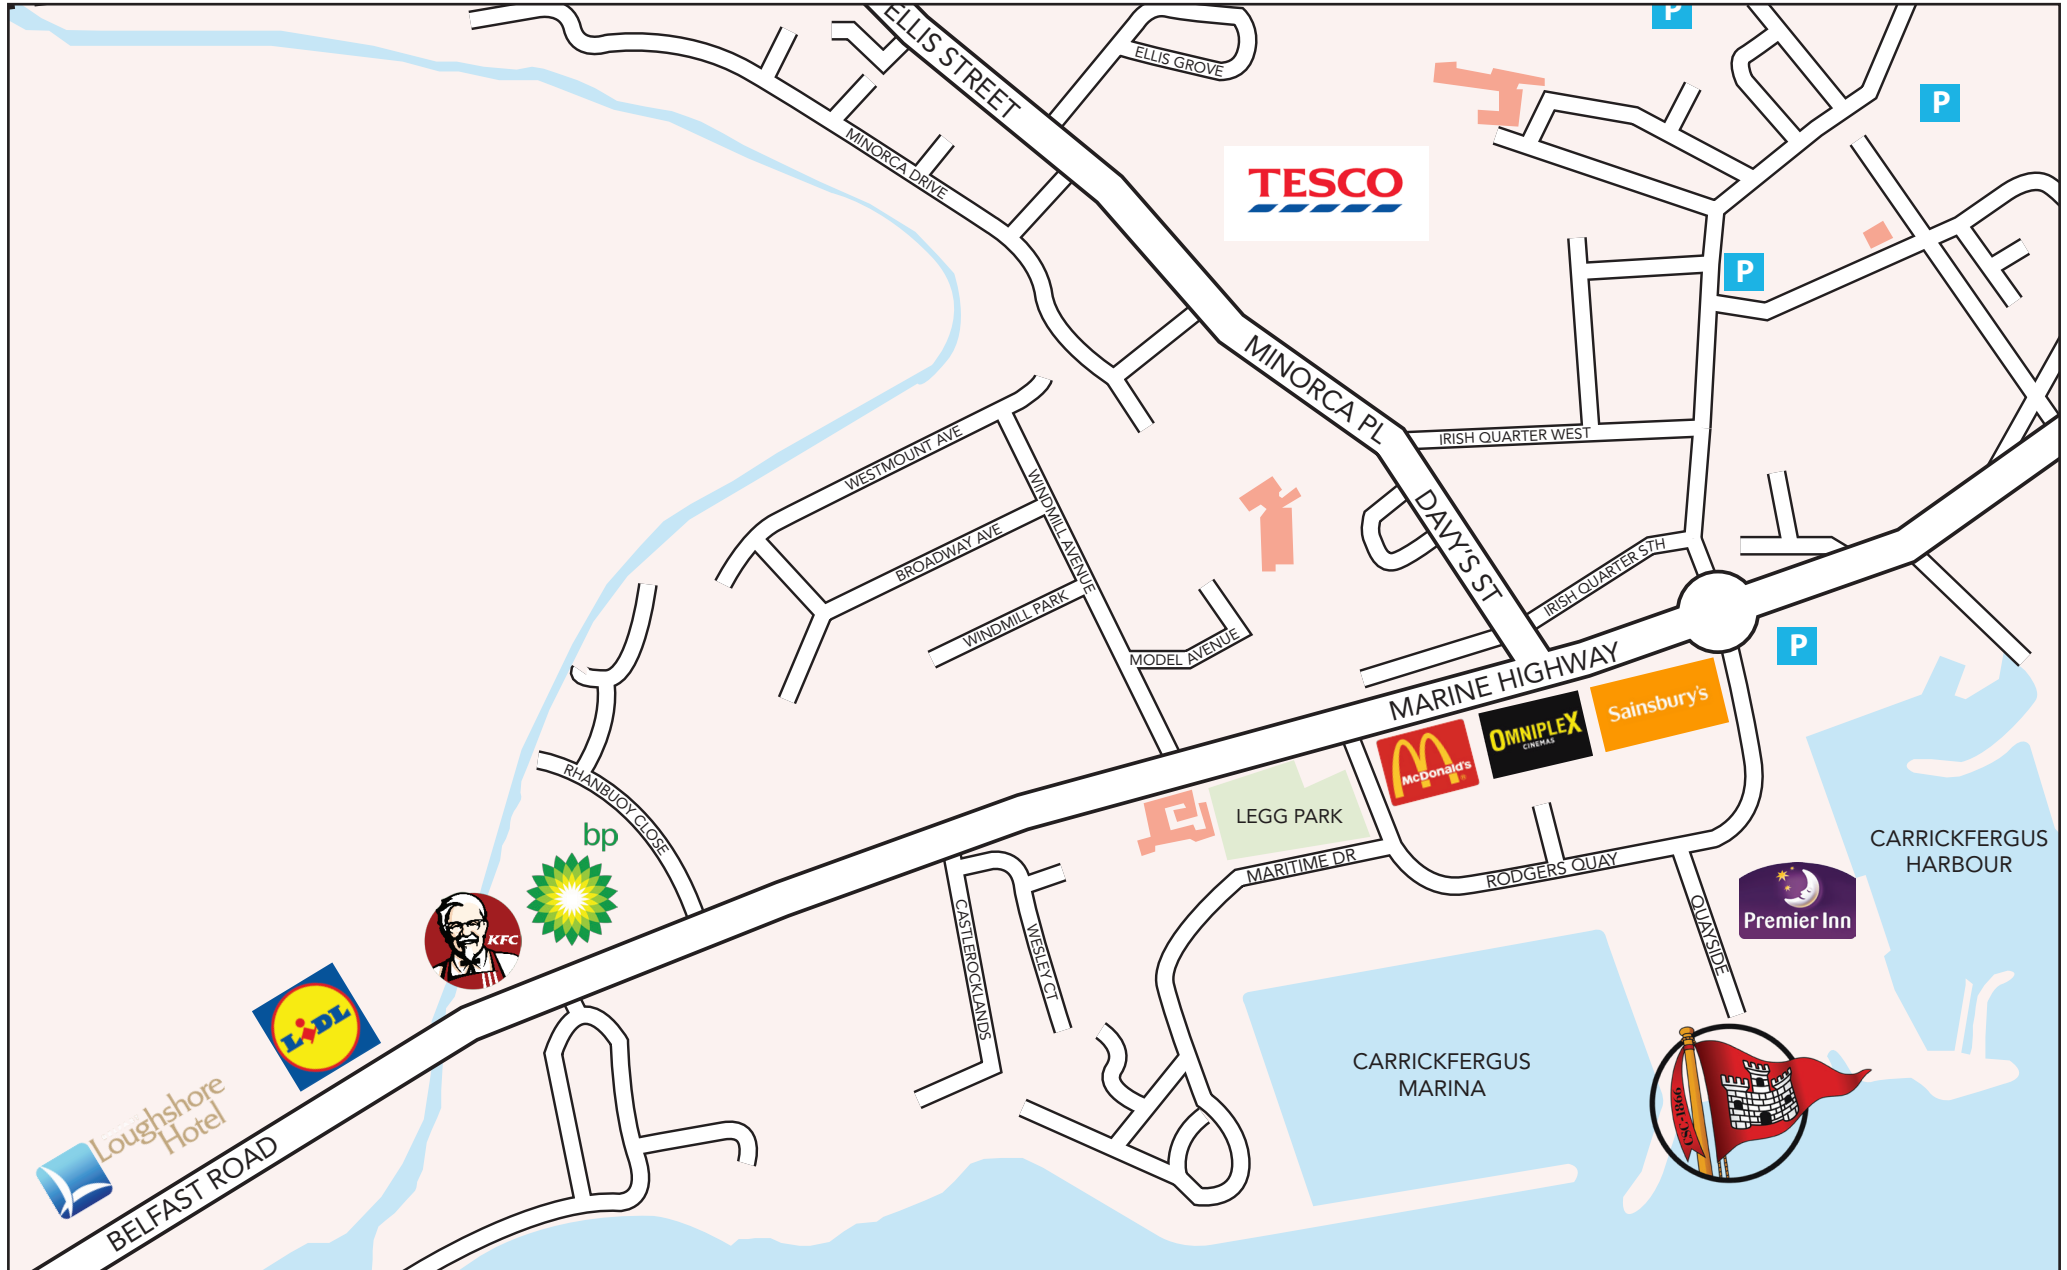 P
ELLIS STREET
ELLIS GROVE
P
MINORCA DRIVE
TESCO
P
MINORCA PL
IRISH QUARTER WEST
WESTMOUNT AVE
WINDMILL AVENUE
BROADWAY AVE
DAVY'S ST
IRISH QUARTER STH
WINDMILL PARK
MODEL AVENUE
P
MARINE HIGHWAY
Sainsbury's
OMNIPLEX
CINEMAS
McDonald's
®
RHANBUOY CLOSE
bp
LEGG PARK
CARRICKFERGUS
HARBOUR
MARITIME DR
RODGERS QUAY
Premier Inn
QUAYSIDE
KFC
CASTLEROCKLANDS
WESLEY CT
LIDL
CARRICKFERGUS
MARINA
CSC-1866
Loughshore
Hotel
BELFAST ROAD